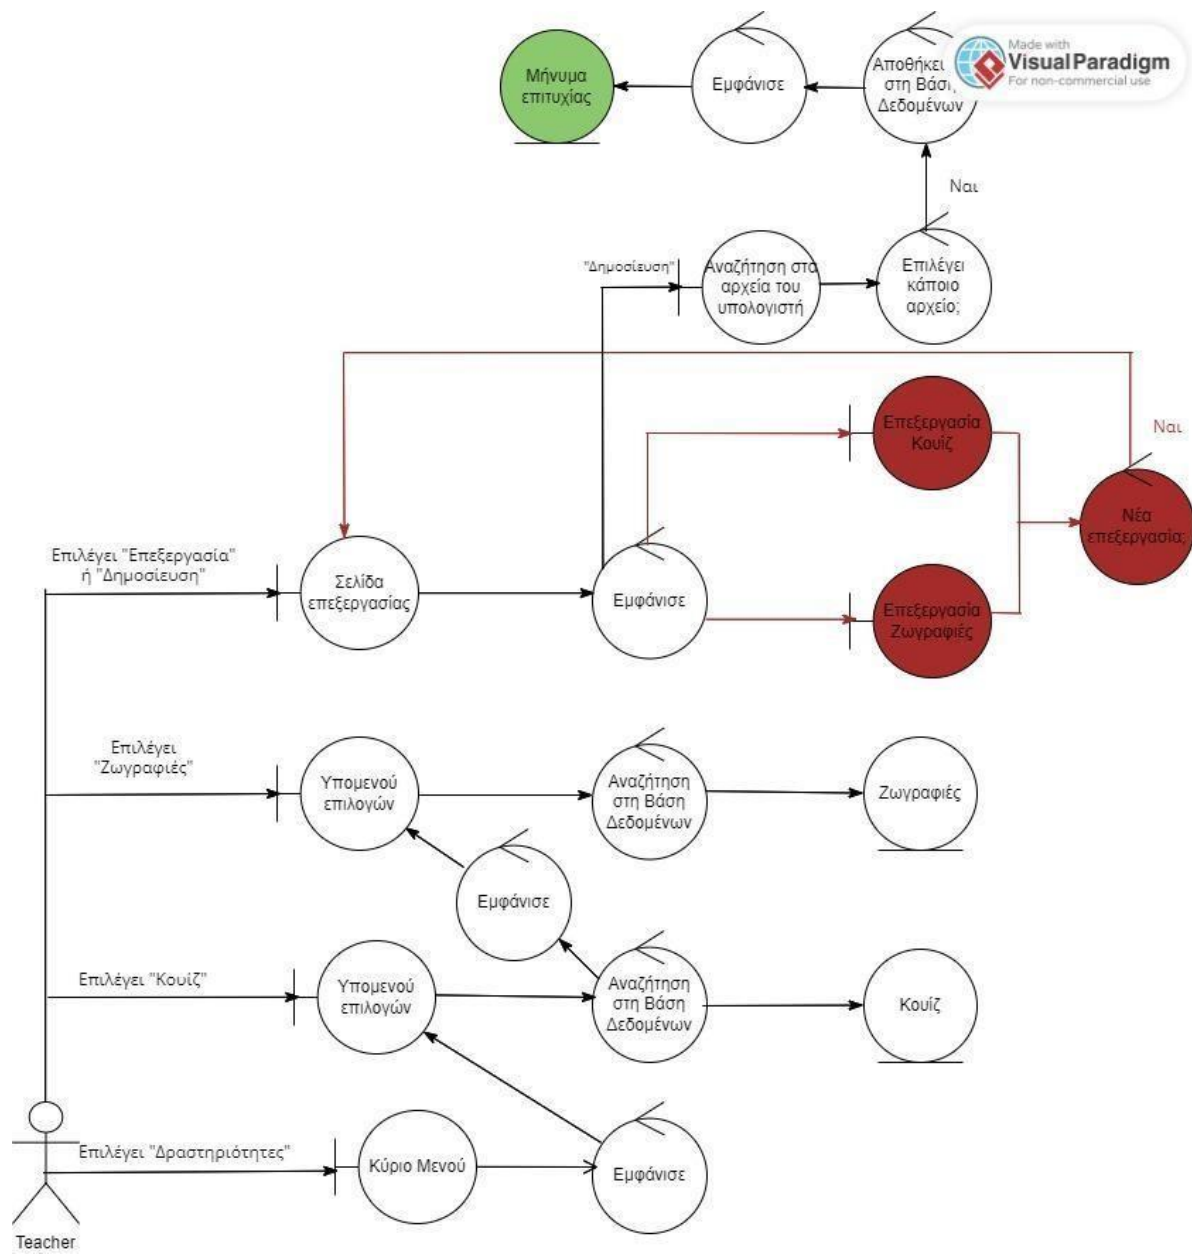 Made with
Visual Paradigm
For non-commercial use
Μήνυμα
επιτυχίας
Εμφάνισε
Αποθήκει
στη Βάση
Δεδομένων
Ναι
"Δημοσίευση"
Αναζήτηση στα
αρχεία του
υπολογιστή
Επιλέγει
κάποιο
αρχείο;
Επεξεργασία
Κουίζ
Ναι
Νέα
επεξεργασία;
Επιλέγει "Επεξεργασία"
ή "Δημοσίευση"
Σελίδα
επεξεργασίας
Εμφάνισε
Επεξεργασία
Ζωγραφιές
Επιλέγει
"Ζωγραφιές"
Υπομενού
επιλογών
Αναζήτηση
στη Βάση
Δεδομένων
Ζωγραφιές
Εμφάνισε
Επιλέγει "Κουίζ"
Υπομενού
επιλογών
Αναζήτηση
στη Βάση
Δεδομένων
Κουίζ
Επιλέγει "Δραστηριότητες"
Κύριο Μενού
Εμφάνισε
Teacher